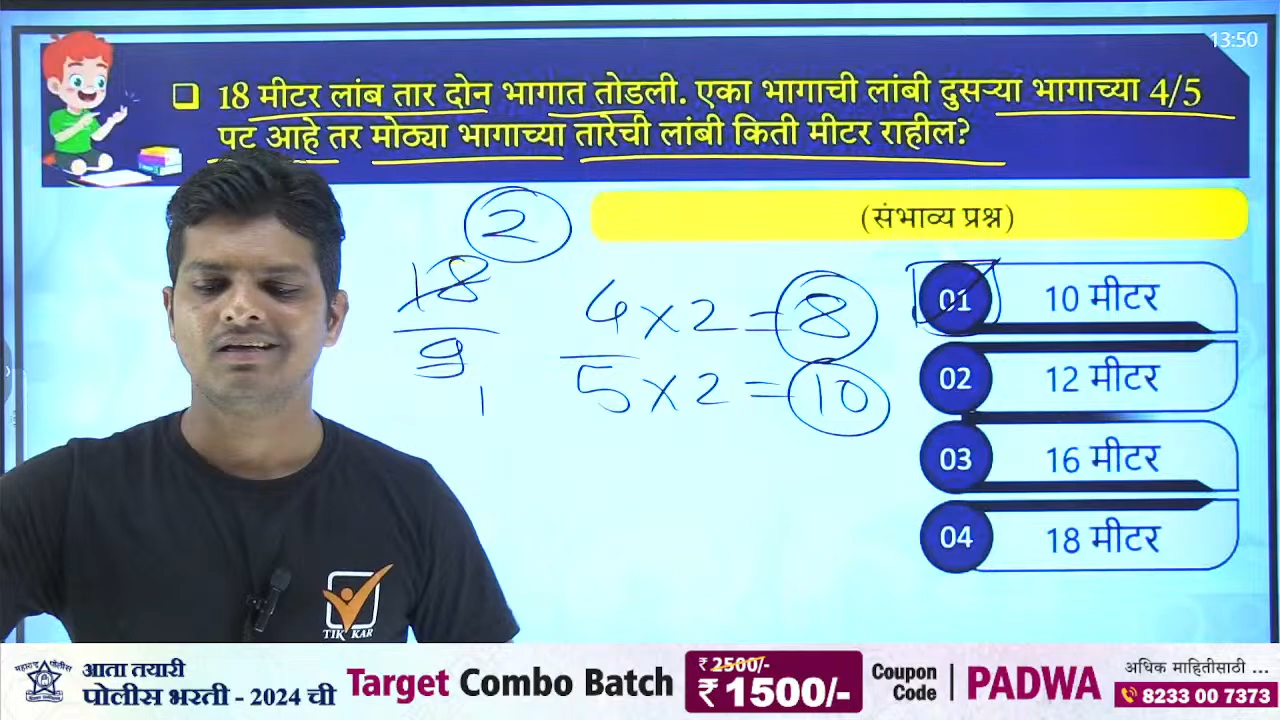 13:50
18 मीटर लांब तार दोन भागात तोडली. एका भागाची लांबी दुसऱ्या भागाच्या 4/5
पट आहे तर मोठ्या भागाच्या तारेची लांबी किती मीटर राहील?
(संभाव्य प्रश्न)
2
18
9
1
4 × 2 = 8
5 × 2 = 10
01 10 मीटर
02 12 मीटर
03 16 मीटर
04 18 मीटर
TIKKAR
आता तयारी
पोलीस भरती - 2024 ची
Target Combo Batch
₹ 2500/-
₹ 1500/-
Coupon
Code
PADWA
अधिक माहितीसाठी ...
8233 00 7373